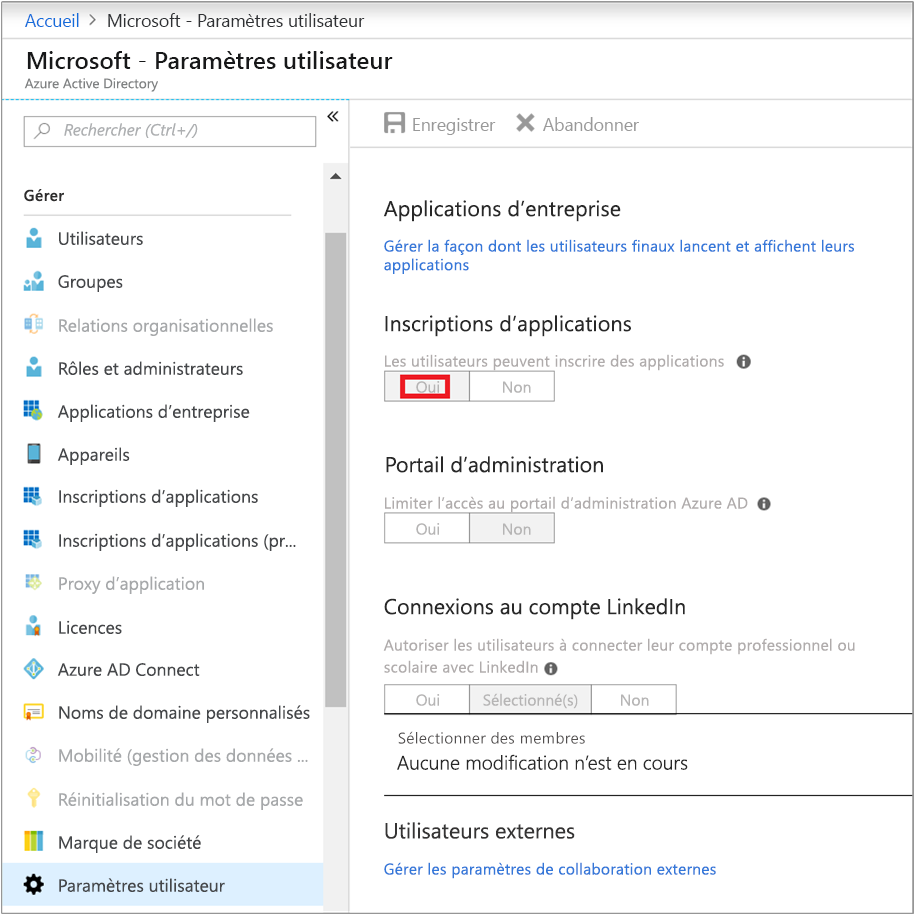 Accueil > Microsoft - Paramètres utilisateur
Microsoft - Paramètres utilisateur
Azure Active Directory
Rechercher (Ctrl+/)
«
Gérer
Utilisateurs
Groupes
Relations organisationnelles
Rôles et administrateurs
Applications d’entreprise
Appareils
Inscriptions d’applications
Inscriptions d’applications (pr...
Proxy d’application
Licences
Azure AD Connect
Noms de domaine personnalisés
Mobilité (gestion des données ...
Réinitialisation du mot de passe
Marque de société
Paramètres utilisateur
Enregistrer Abandonner
Applications d’entreprise
Gérer la façon dont les utilisateurs finaux lancent et affichent leurs
applications
Inscriptions d’applications
Les utilisateurs peuvent inscrire des applications
Oui Non
Portail d’administration
Limiter l’accès au portail d’administration Azure AD
Oui Non
Connexions au compte LinkedIn
Autoriser les utilisateurs à connecter leur compte professionnel ou
scolaire avec LinkedIn
Oui Sélectionné(s) Non
Sélectionner des membres
Aucune modification n’est en cours
Utilisateurs externes
Gérer les paramètres de collaboration externes